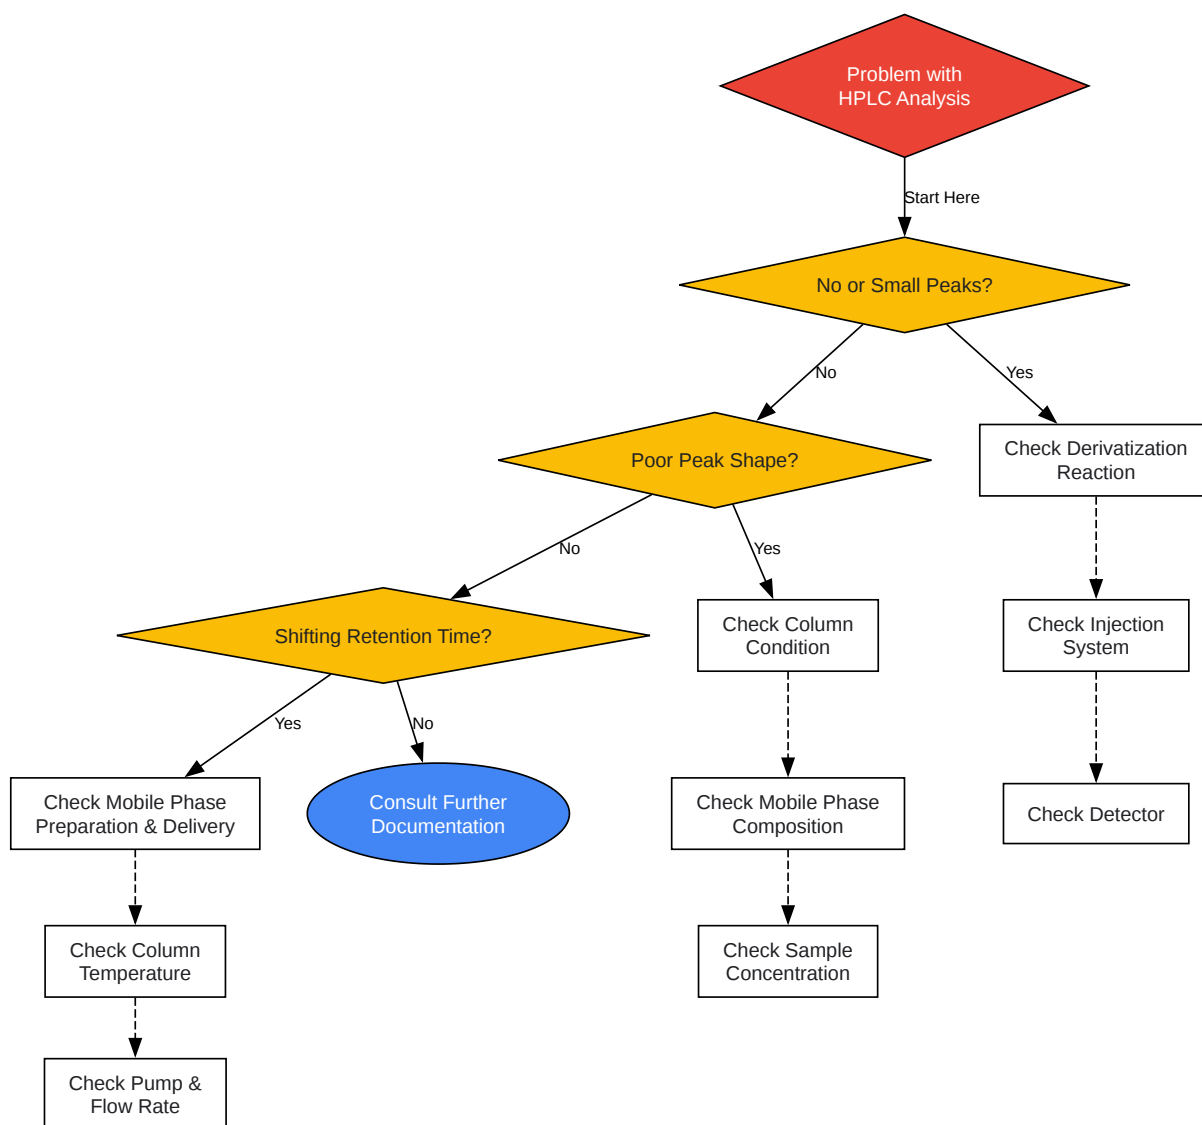 Problem with
HPLC Analysis
Start Here
No or Small Peaks?
No
Yes
Poor Peak Shape?
Check Derivatization
Reaction
No
Yes
Shifting Retention Time?
Check Column
Condition
Check Injection
System
Yes
No
Check Mobile Phase
Preparation & Delivery
Consult Further
Documentation
Check Mobile Phase
Composition
Check Detector
Check Column
Temperature
Check Sample
Concentration
Check Pump &
Flow Rate